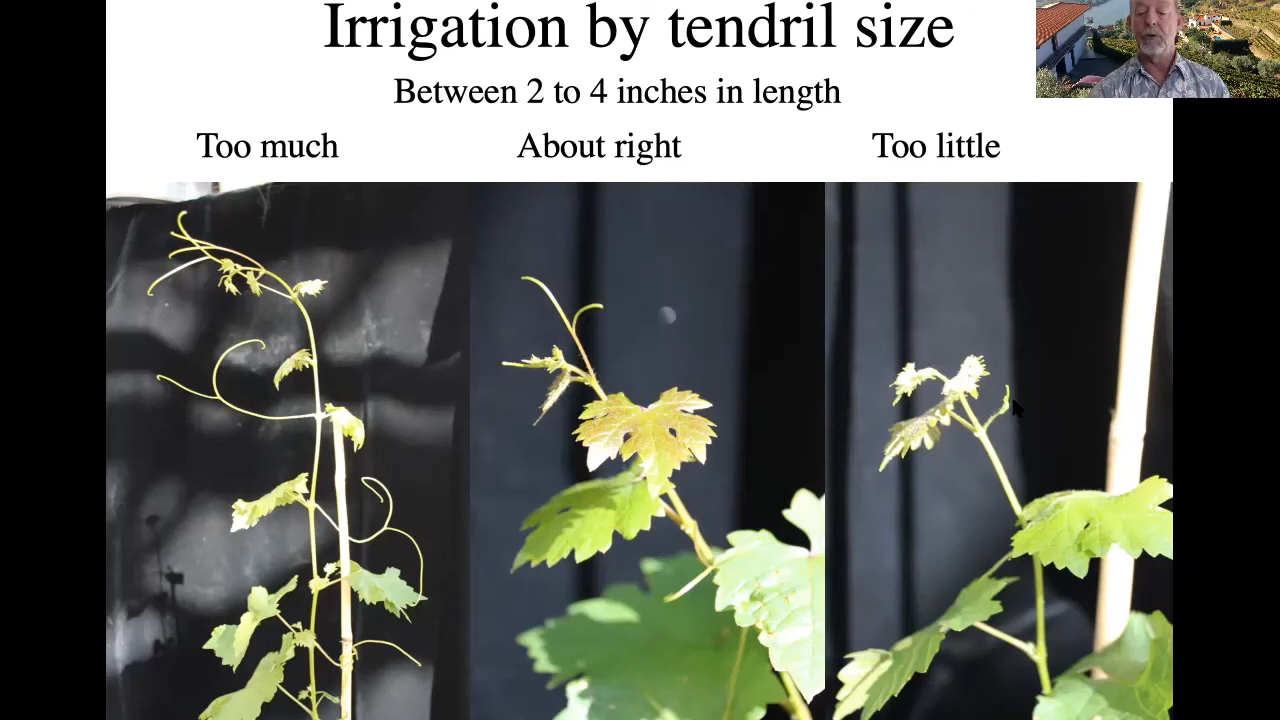 Irrigation by tendril size
Between 2 to 4 inches in length
Too much
About right
Too little